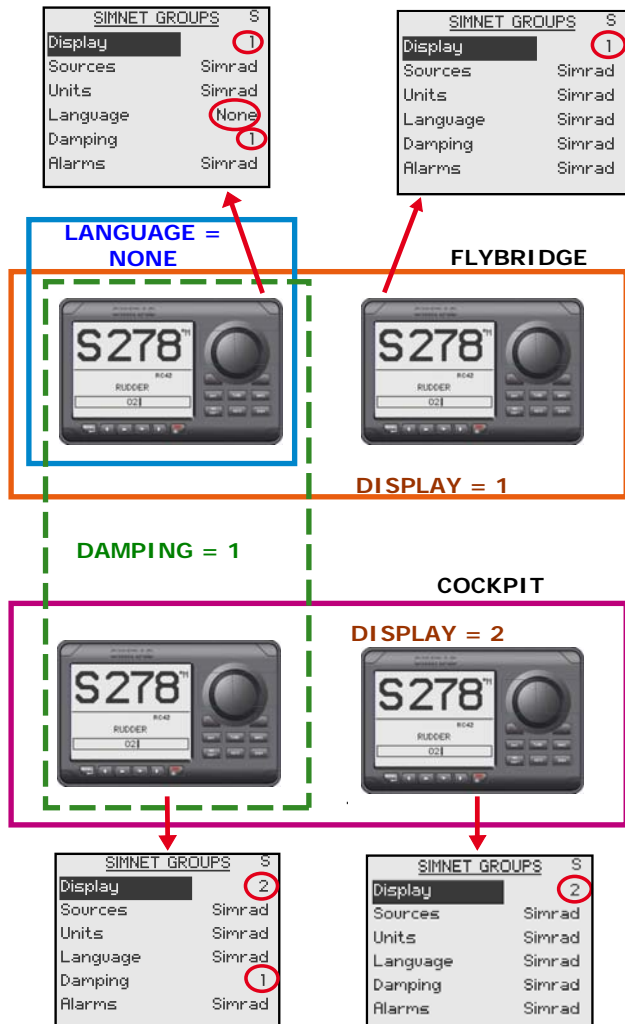 SIMNET GROUPS S
Display 1
Sources Simrad
Units Simrad
Language None
Damping 1
Alarms Simrad
SIMNET GROUPS S
Display 1
Sources Simrad
Units Simrad
Language Simrad
Damping Simrad
Alarms Simrad
LANGUAGE =
NONE
FLYBRIDGE
S278°M
RC42
RUDDER
02
S278°M
RC42
RUDDER
02
DISPLAY = 1
DAMPING = 1
COCKPIT
DISPLAY = 2
S278°M
RC42
RUDDER
02
S278°M
RC42
RUDDER
02
SIMNET GROUPS S
Display 2
Sources Simrad
Units Simrad
Language Simrad
Damping 1
Alarms Simrad
SIMNET GROUPS S
Display 2
Sources Simrad
Units Simrad
Language Simrad
Damping Simrad
Alarms Simrad